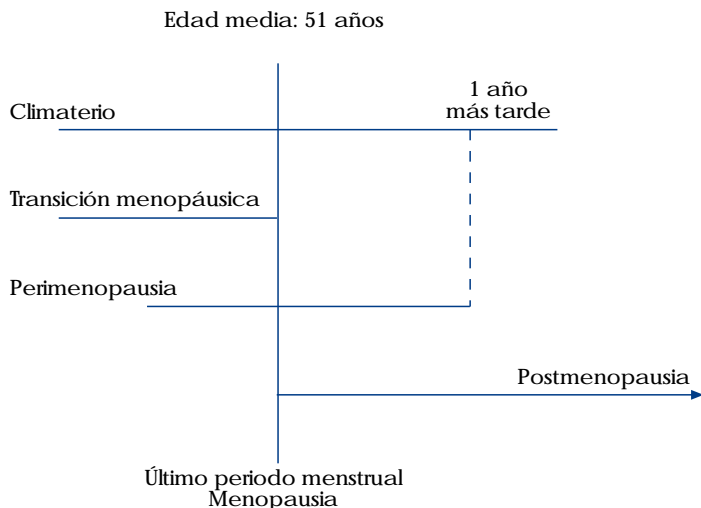 Edad media: 51 años
1 año
más tarde
Climaterio
Transición menopáusica
Perimenopausia
Postmenopausia
Último periodo menstrual
Menopausia